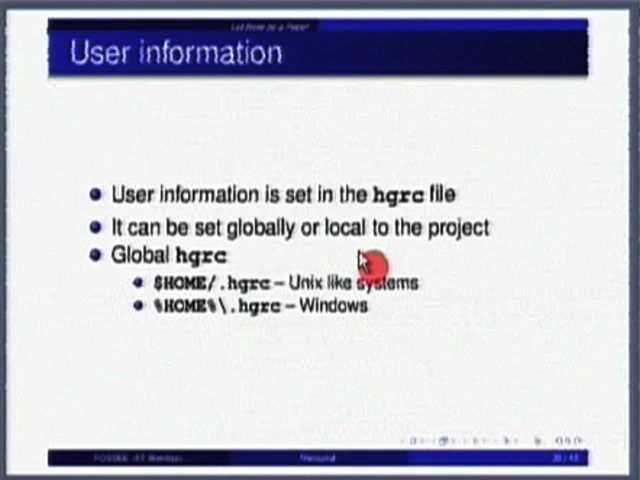 User information
User information is set in the hgrc file
It can be set globally or local to the project
Global hgrc
$HOME/.hgrc – Unix like systems
%HOME%\.hgrc – Windows
Mercurial